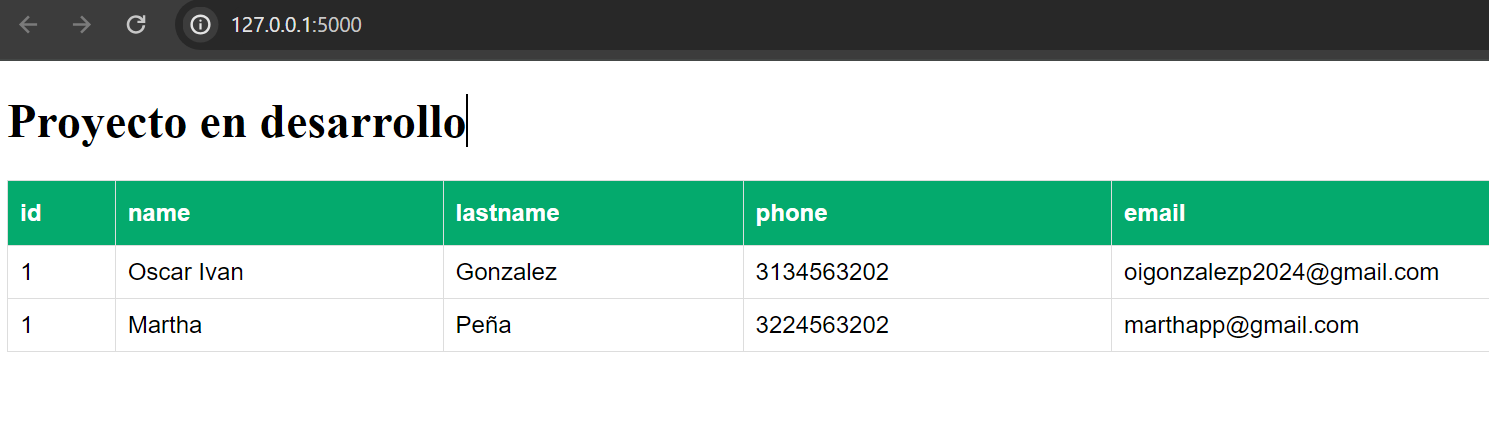 127.0.0.1:5000
Proyecto en desarrollo
id name lastname phone email
1 Oscar Ivan Gonzalez 3134563202 oigonzalezp2024@gmail.com
1 Martha Peña 3224563202 marthapp@gmail.com